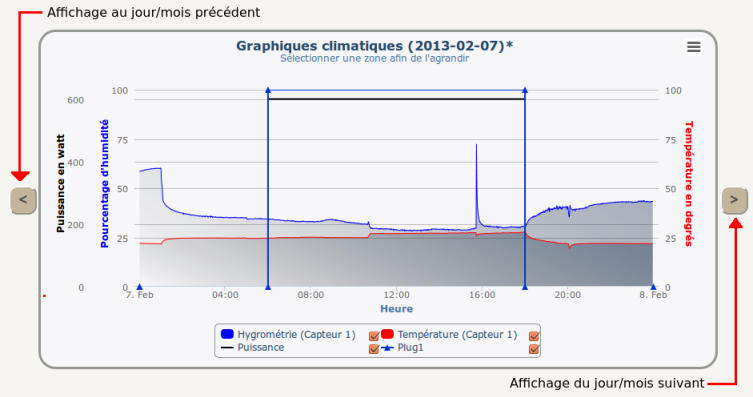 Affichage au jour/mois précédent
Graphiques climatiques (2013-02-07)*
Sélectionner une zone afin de l'agrandir
Puissance en watt
600
400
200
0
Pourcentage d'humidité
100
75
50
25
100
75
50
25
0
Température en degrés
<
>
7. Feb
04:00
08:00
12:00
16:00
20:00
8. Feb
Heure
Hygrométrie (Capteur 1)
Température (Capteur 1)
Puissance
Plug1
Affichage du jour/mois suivant